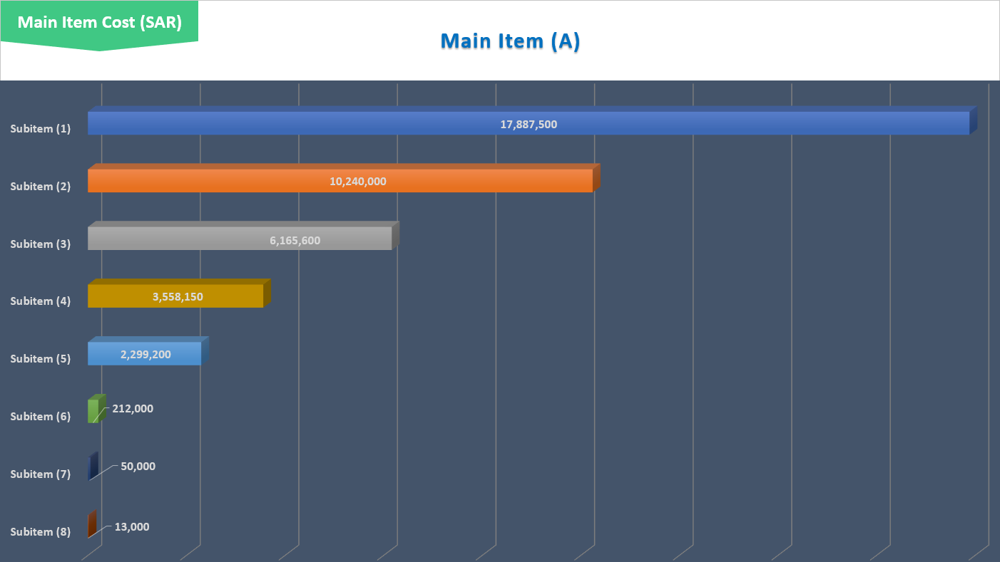 Main Item Cost (SAR)
Main Item (A)
Subitem (1)
17,887,500
Subitem (2)
10,240,000
Subitem (3)
6,165,600
Subitem (4)
3,558,150
Subitem (5)
2,299,200
Subitem (6)
212,000
Subitem (7)
50,000
Subitem (8)
13,000